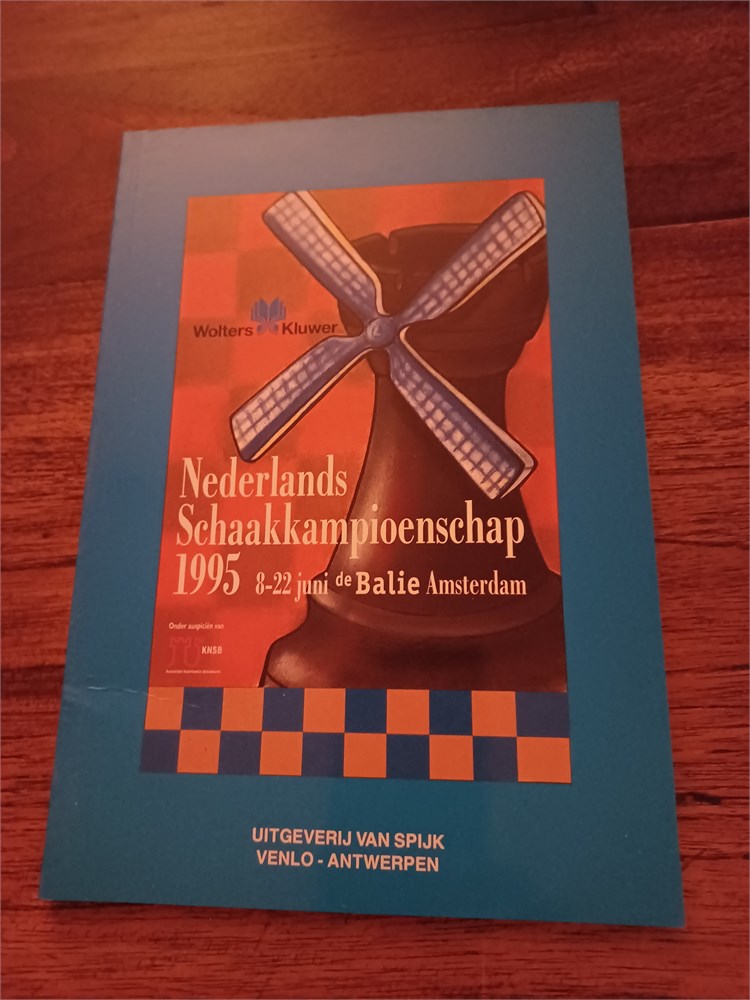 Wolters Kluwer
Nederlands
Schaakkampioenschap
1995 8-22 juni de Balie Amsterdam
Onder auspiciën van
KNSB
UITGEVERIJ VAN SPIJK
VENLO - ANTWERPEN